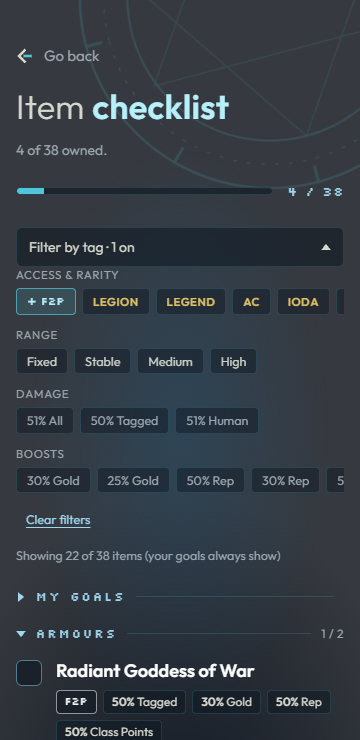 Go back
Item checklist
4 of 38 owned.
4 / 38
Filter by tag · 1 on
ACCESS & RARITY
+ F2P LEGION LEGEND AC IODA
RANGE
Fixed Stable Medium High
DAMAGE
51% All 50% Tagged 51% Human
BOOSTS
30% Gold 25% Gold 50% Rep 30% Rep 5
Clear filters
Showing 22 of 38 items (your goals always show)
MY GOALS
ARMOURS 1 / 2
Radiant Goddess of War
F2P 50% Tagged 30% Gold 50% Rep
50% Class Points